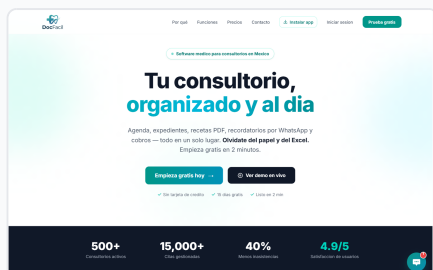 DocFácil
Por qué Funciones Precios Contacto Instalar app Iniciar sesión Prueba gratis
Software medico para consultorios en Mexico
Tu consultorio,
organizado y al dia
Agenda, expedientes, recetas PDF, recordatorios por WhatsApp y
cobros — todo en un solo lugar. Olvidate del papel y del Excel.
Empieza gratis en 2 minutos.
Empieza gratis hoy → Ver demo en vivo
✓ Sin tarjeta de credito ✓ 15 dias gratis ✓ Listo en 2 min
500+ 15,000+ 40% 4.9/5
Consultorios activos Citas gestionadas Menos inasistencias Satisfaccion de usuarios